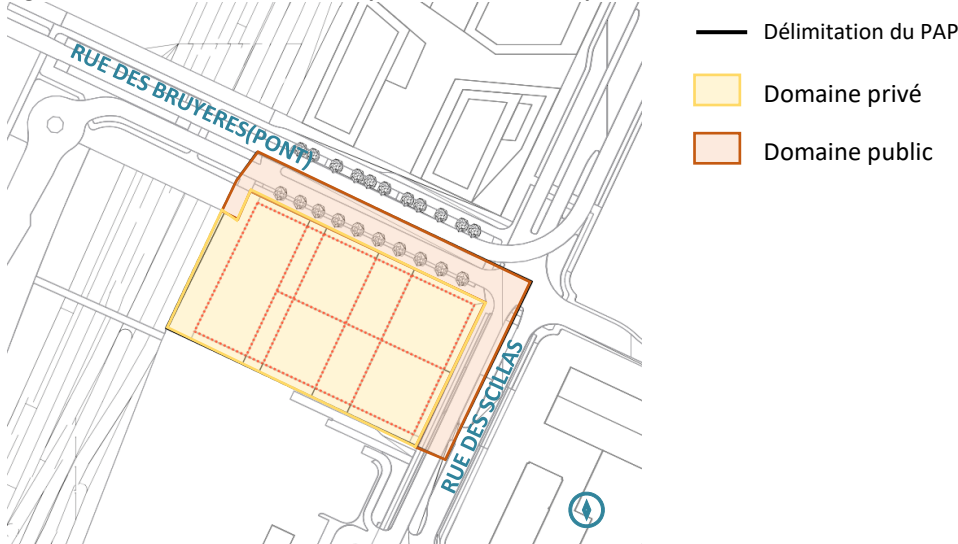 RUE DES BRUYERES(PONT)
RUE DES SCILLAS
Délimitation du PAP
Domaine privé
Domaine public